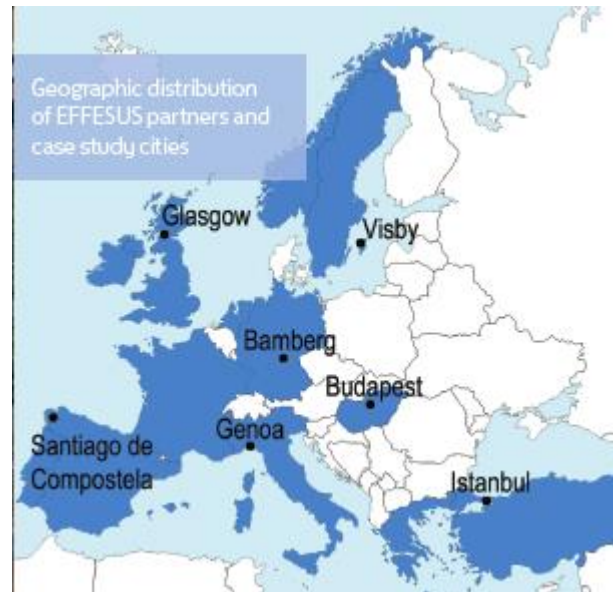 Geographic distribution
of EFFESUS partners and
case study cities
Glasgow
Visby
Bamberg
Budapest
Santiago de
Compostela
Genoa
Istanbul